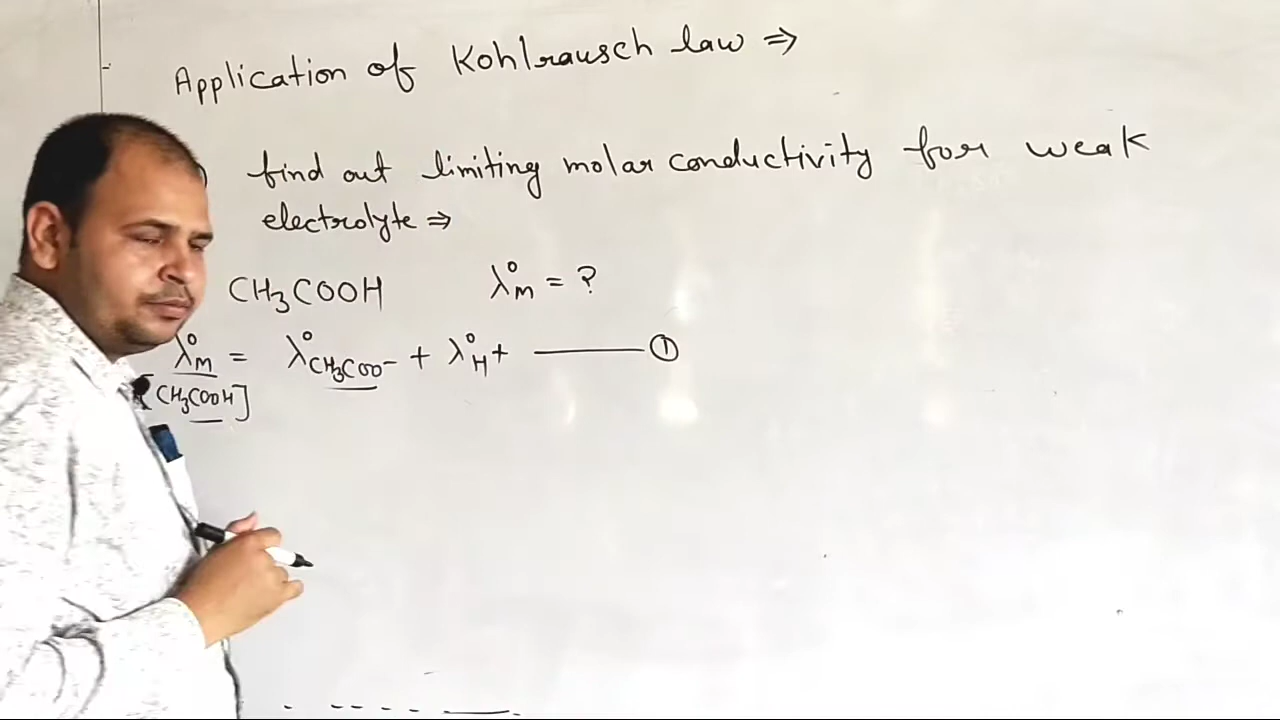 Application of Kohlrausch law ⇒
find out limiting molar conductivity for weak
electrolyte ⇒
CH₃COOH λ°m = ?
λ°m = λ°CH₃COO⁻ + λ°H+ ——— ①
[CH₃COOH]